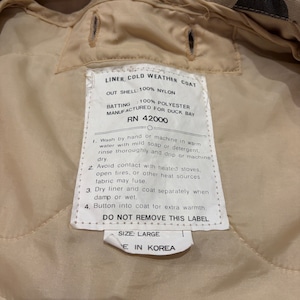 LINER COLD WEATHER COAT
OUT SHELL:100% NYLON
BATTING :100% POLYESTER
MANUFACTURED FOR DUCK BAY
RN 42000
1. Wash by hand or machine in warm
water with mild soap or detergent,
rinse thoroughly and drip or machine
dry.
2. Avoid contact with heated stoves,
open fires, or other heat sources
fabric may fuse.
3. Dry liner and coat separately when
damp or wet.
4. Button into coat for extra warmth.
DO NOT REMOVE THIS LABEL
SIZE: LARGE
E IN KOREA